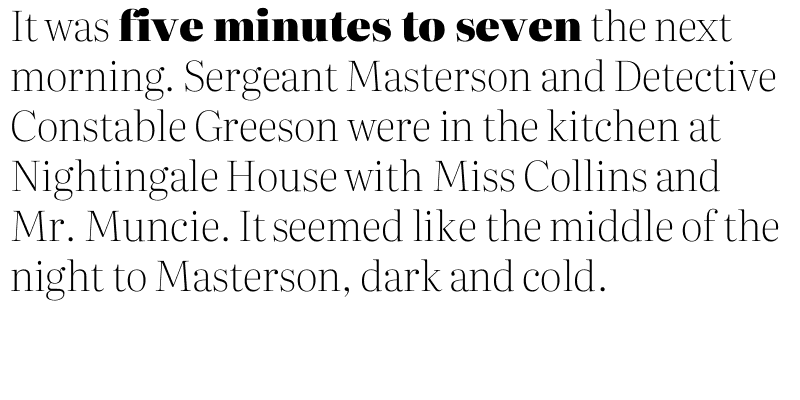 It was five minutes to seven the next
morning. Sergeant Masterson and Detective
Constable Greeson were in the kitchen at
Nightingale House with Miss Collins and
Mr. Muncie. It seemed like the middle of the
night to Masterson, dark and cold.